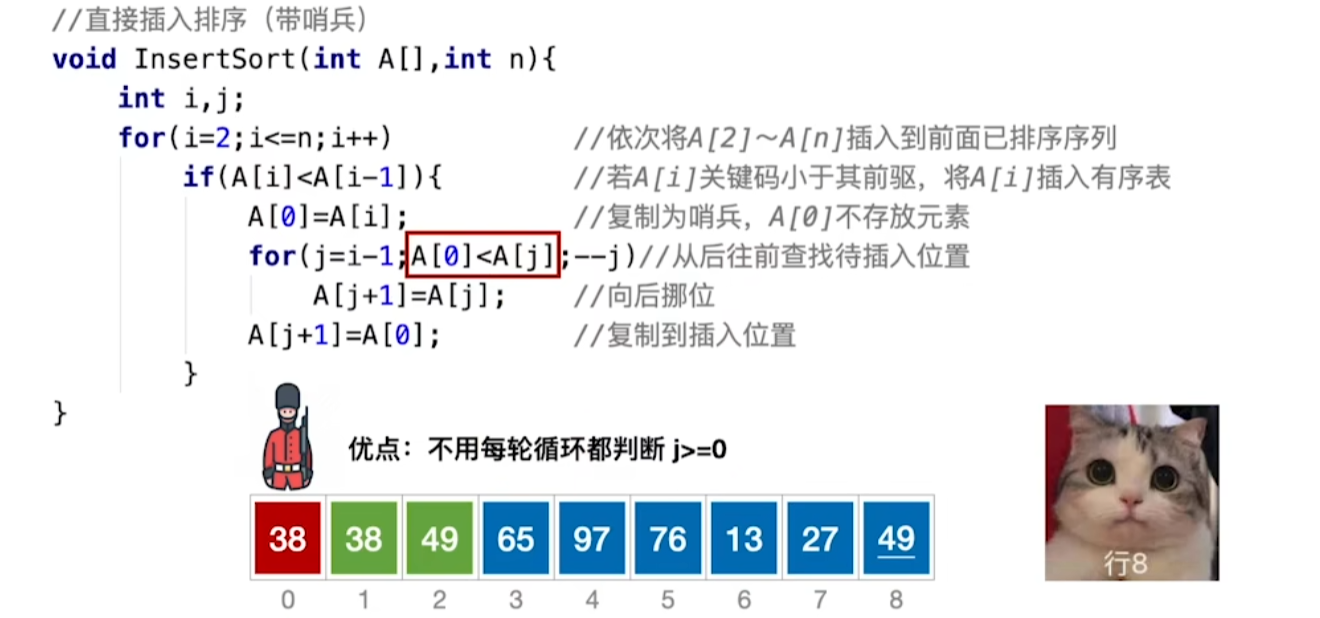 //直接插入排序（带哨兵）
void InsertSort(int A[],int n){
int i,j;
for(i=2;i<=n;i++) //依次将A[2]～A[n]插入到前面已排序序列
if(A[i]<A[i-1]){ //若A[i]关键码小于其前驱，将A[i]插入有序表
A[0]=A[i]; //复制为哨兵，A[0]不存放元素
for(j=i-1;A[0]<A[j];--j)//从后往前查找待插入位置
A[j+1]=A[j]; //向后挪位
A[j+1]=A[0]; //复制到插入位置
}
}
优点：不用每轮循环都判断 j>=0
38 38 49 65 97 76 13 27 49
0 1 2 3 4 5 6 7 8
行8